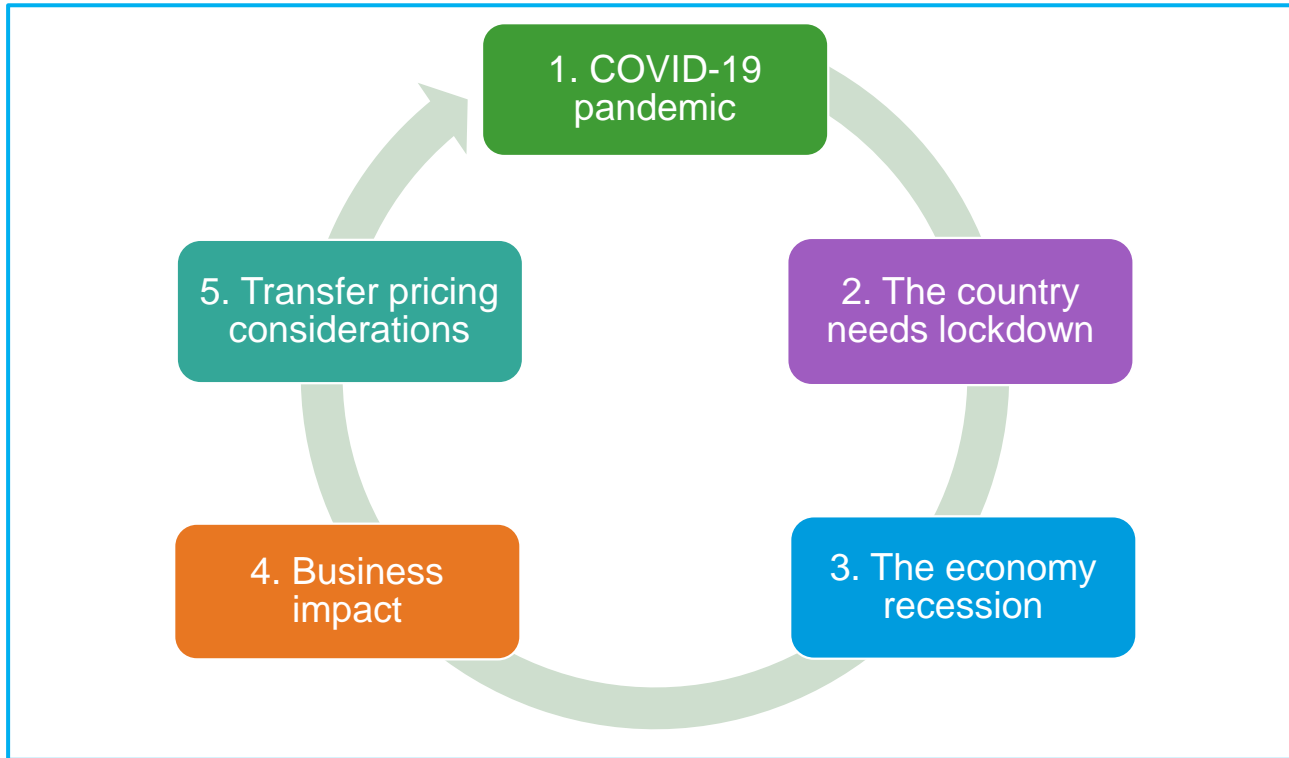 1. COVID-19
pandemic
2. The country
needs lockdown
3. The economy
recession
4. Business
impact
5. Transfer pricing
considerations